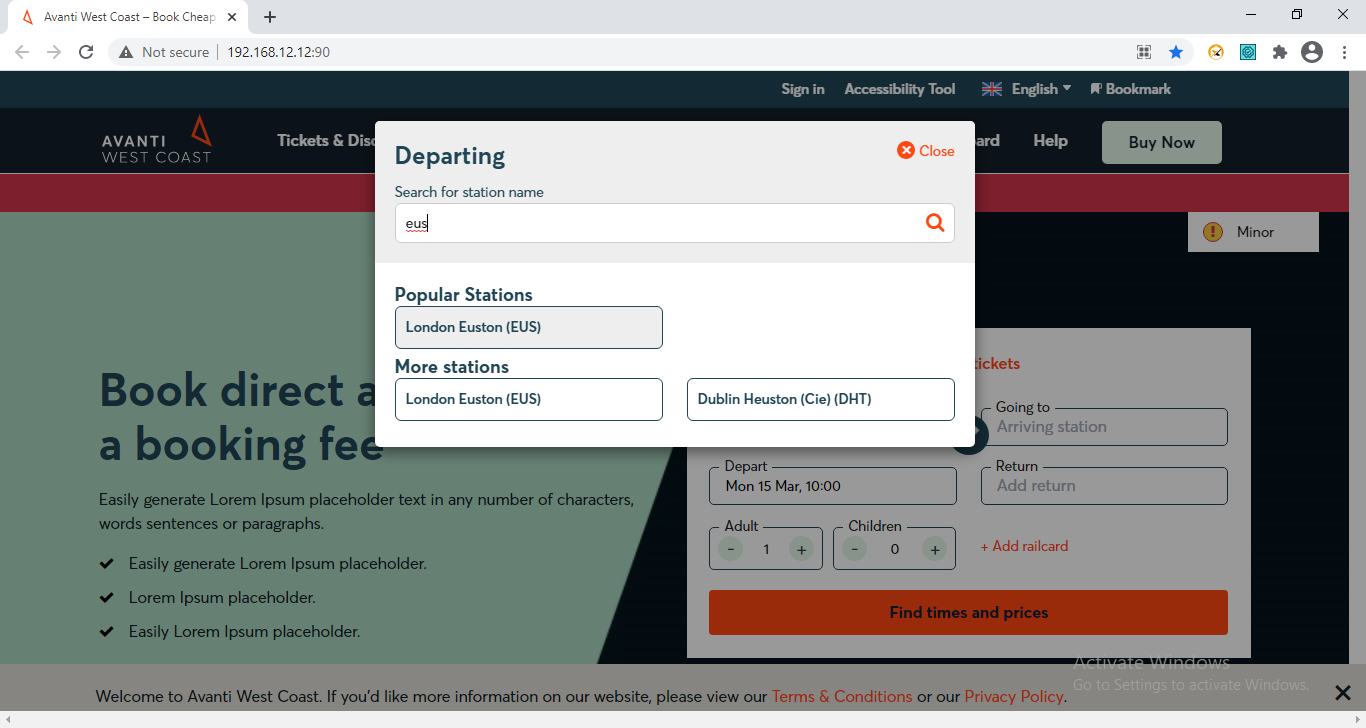 Avanti West Coast – Book Cheap
Not secure
192.168.12.12:90
Sign in
Accessibility Tool
English
Bookmark
AVANTI
WEST COAST
Tickets & Disc
ard
Help
Buy Now
Departing
Close
Search for station name
eus
Minor
Popular Stations
London Euston (EUS)
More stations
London Euston (EUS)
Dublin Heuston (Cie) (DHT)
Book direct a
a booking fee
Easily generate Lorem Ipsum placeholder text in any number of characters,
words sentences or paragraphs.
Easily generate Lorem Ipsum placeholder.
Lorem Ipsum placeholder.
Easily Lorem Ipsum placeholder.
tickets
Going to
Arriving station
Depart
Mon 15 Mar, 10:00
Return
Add return
Adult
- 1 +
Children
- 0 +
+ Add railcard
Find times and prices
Activate Windows
Go to Settings to activate Windows.
Welcome to Avanti West Coast. If you'd like more information on our website, please view our Terms & Conditions or our Privacy Policy.